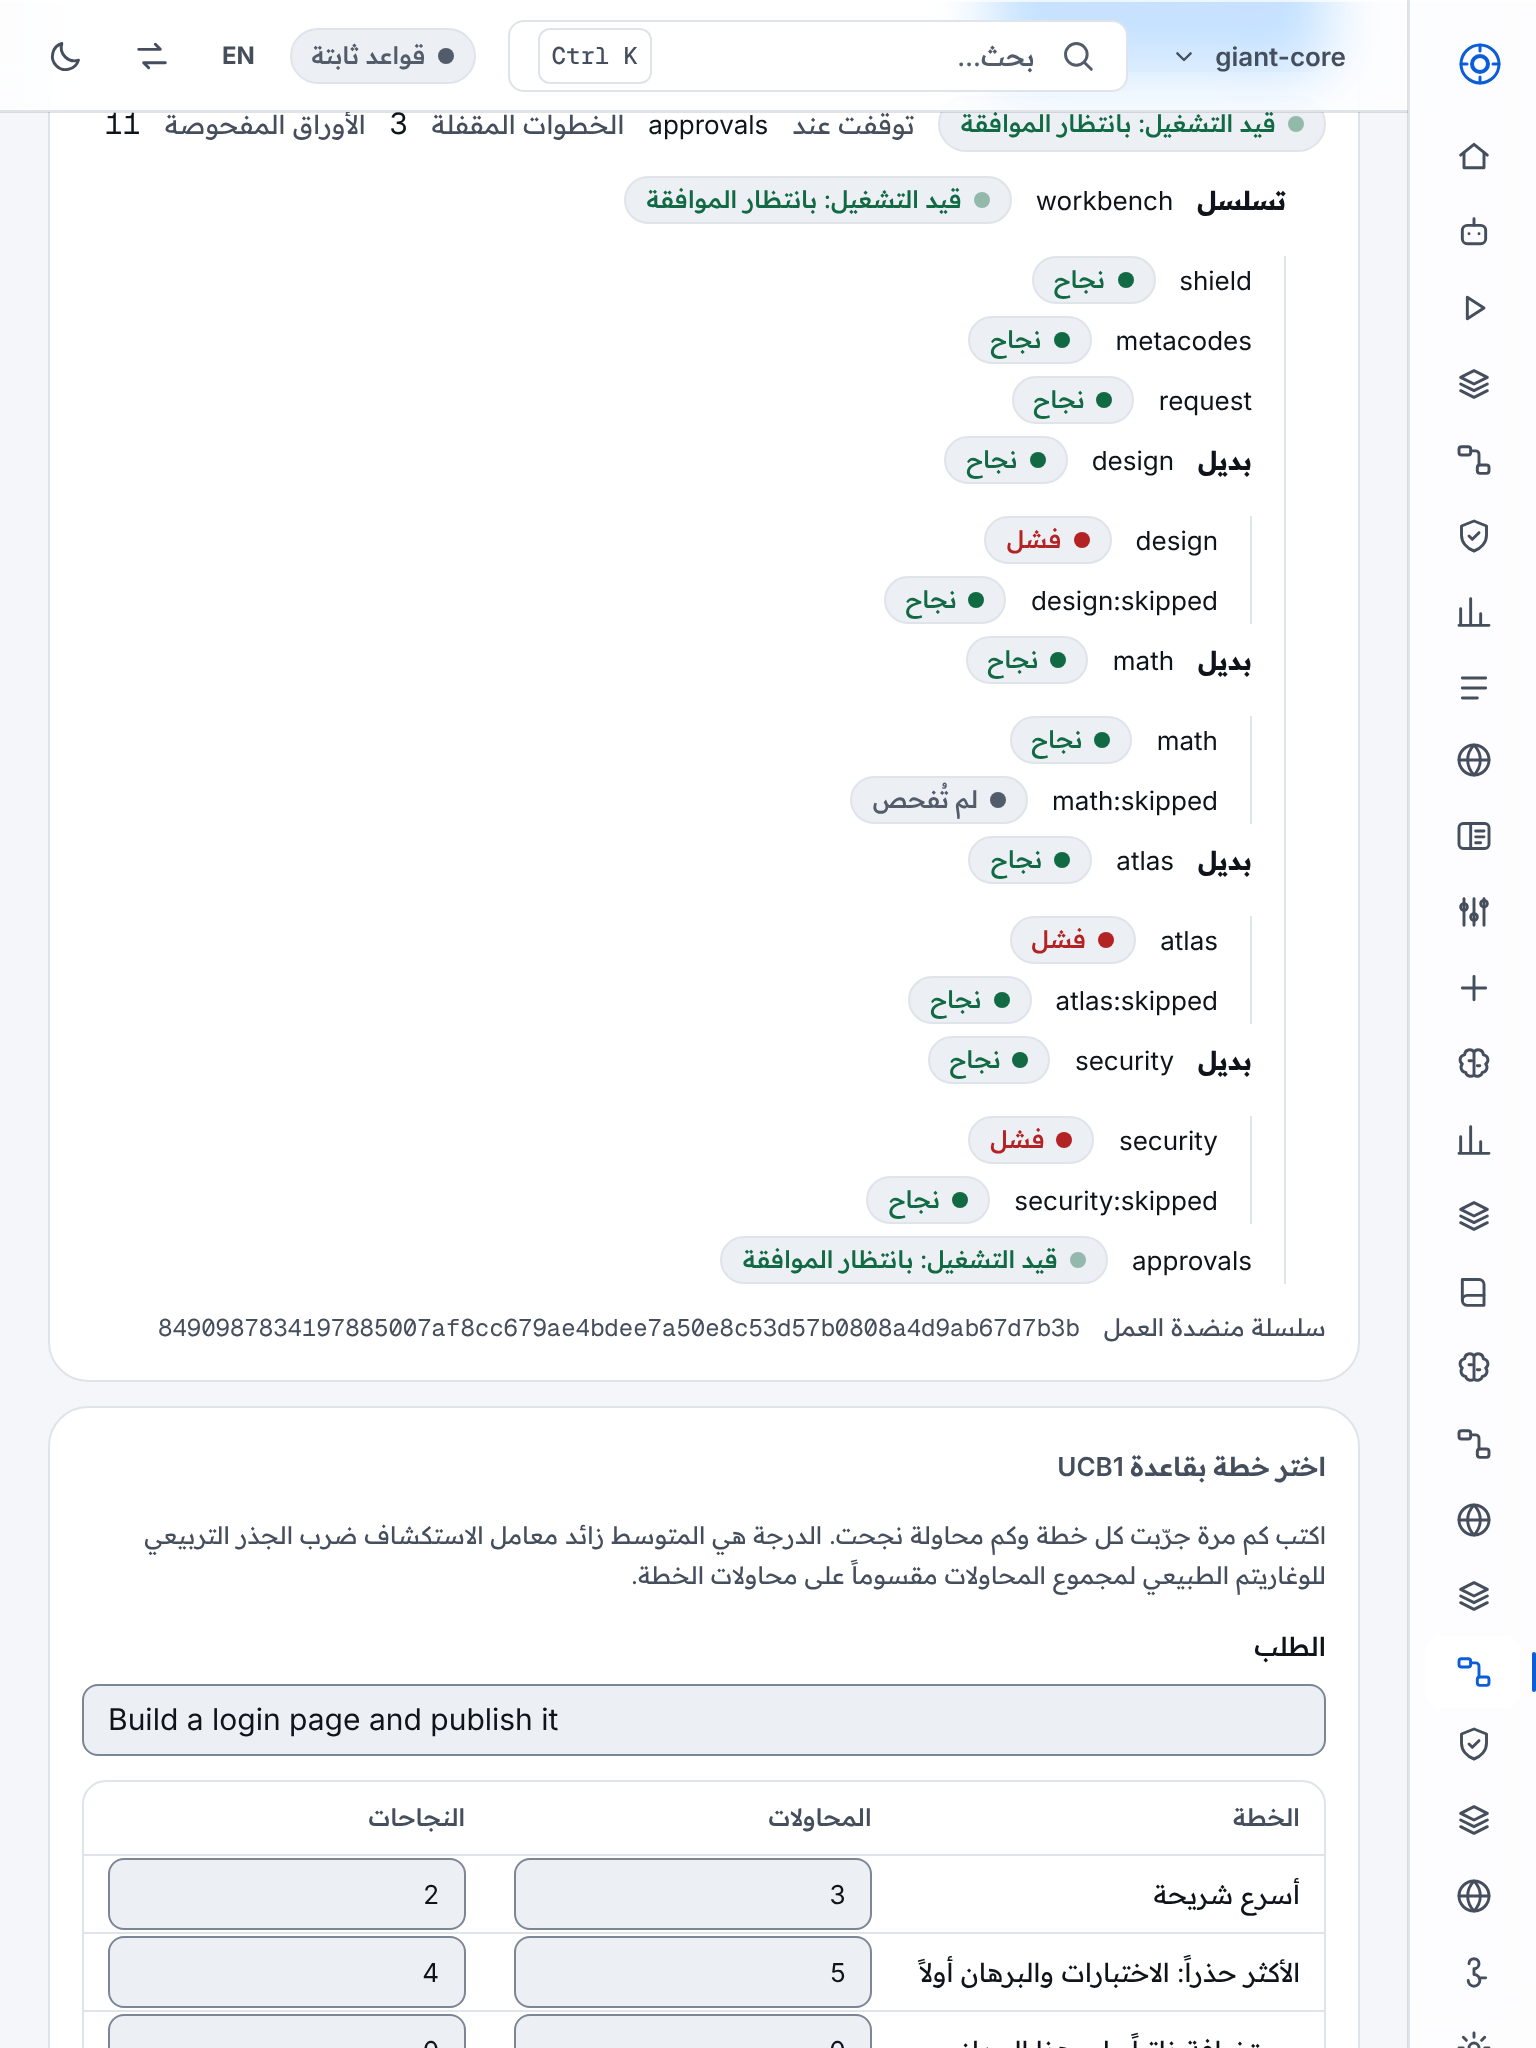 giant-core
بحث...
Ctrl K
قواعد ثابتة
EN
قيد التشغيل: بانتظار الموافقة توقفت عند approvals الخطوات المقفلة 3 الأوراق المفحوصة 11
تسلسل workbench قيد التشغيل: بانتظار الموافقة
shield نجاح
metacodes نجاح
request نجاح
بديل design نجاح
design فشل
design:skipped نجاح
بديل math نجاح
math نجاح
math:skipped لم تُفحص
بديل atlas نجاح
atlas فشل
atlas:skipped نجاح
بديل security نجاح
security فشل
security:skipped نجاح
approvals قيد التشغيل: بانتظار الموافقة
سلسلة منضدة العمل 8490987834197885007af8cc679ae4bdee7a50e8c53d57b0808a4d9ab67d7b3b
اختر خطة بقاعدة UCB1
اكتب كم مرة جرّبت كل خطة وكم محاولة نجحت. الدرجة هي المتوسط زائد معامل الاستكشاف ضرب الجذر التربيعي
للوغاريتم الطبيعي لمجموع المحاولات مقسوماً على محاولات الخطة.
الطلب
Build a login page and publish it
الخطة المحاولات النجاحات
أسرع شريحة 3 2
الأكثر حذراً: الاختبارات والبرهان أولاً 5 4